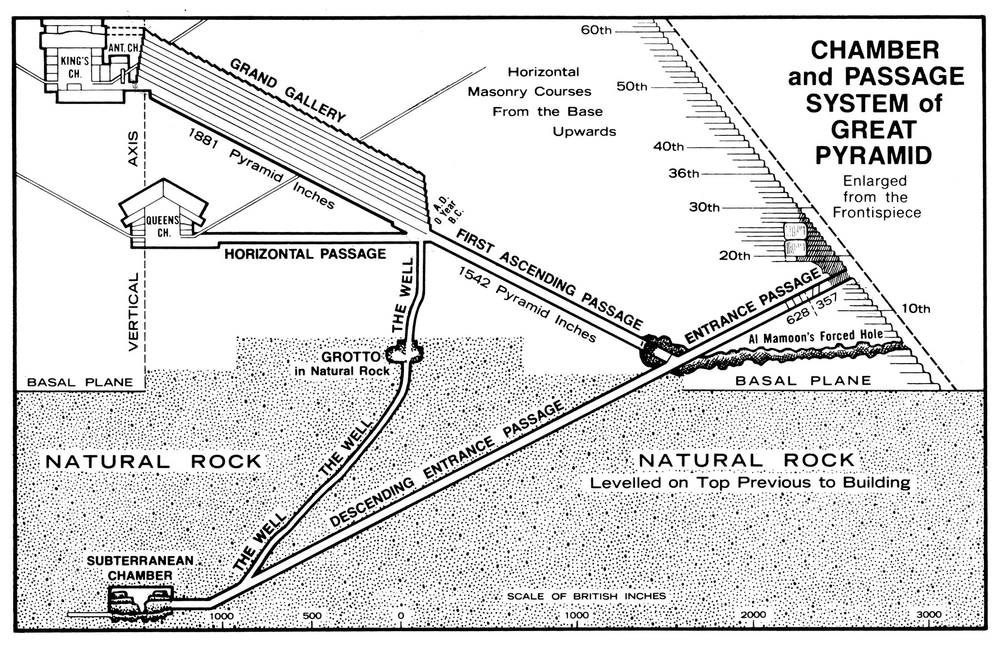 CHAMBER
and PASSAGE
SYSTEM of
GREAT
PYRAMID
Enlarged
from the
Frontispiece
60th
50th
40th
36th
30th
20th
10th
Horizontal
Masonry Courses
From the Base
Upwards
KING'S
CH.
ANT. CH.
GRAND GALLERY
1881 Pyramid Inches
VERTICAL AXIS
QUEENS
CH.
HORIZONTAL PASSAGE
A.D.
0 Year
B.C.
FIRST ASCENDING PASSAGE
1542 Pyramid Inches
ENTRANCE PASSAGE
628 357
Al Mamoon's Forced Hole
THE WELL
GROTTO
in Natural Rock
BASAL PLANE
BASAL PLANE
THE WELL
DESCENDING ENTRANCE PASSAGE
NATURAL ROCK
NATURAL ROCK
Levelled on Top Previous to Building
THE WELL
SUBTERRANEAN
CHAMBER
SCALE OF BRITISH INCHES
1000 500 0 1000 2000 3000